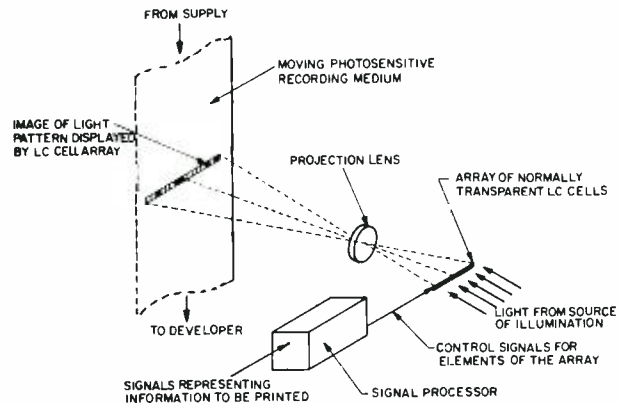 FROM SUPPLY
MOVING PHOTOSENSITIVE
RECORDING MEDIUM
IMAGE OF LIGHT
PATTERN DISPLAYED
BY LC CELL ARRAY
PROJECTION LENS
ARRAY OF NORMALLY
TRANSPARENT LC CELLS
LIGHT FROM SOURCE
OF ILLUMINATION
TO DEVELOPER
CONTROL SIGNALS FOR
ELEMENTS OF THE ARRAY
SIGNALS REPRESENTING
INFORMATION TO BE PRINTED
SIGNAL PROCESSOR